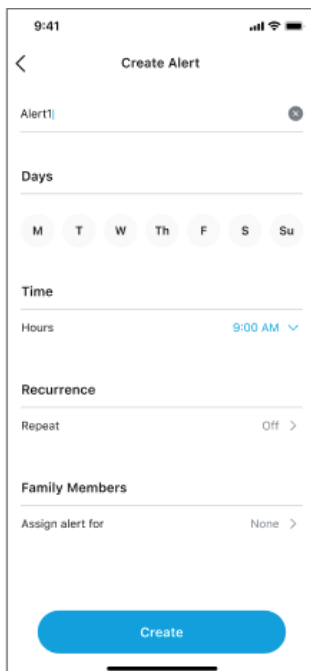 9:41
Create Alert
Alert1
Days
M T W Th F S Su
Time
Hours 9:00 AM
Recurrence
Repeat Off
Family Members
Assign alert for None
Create